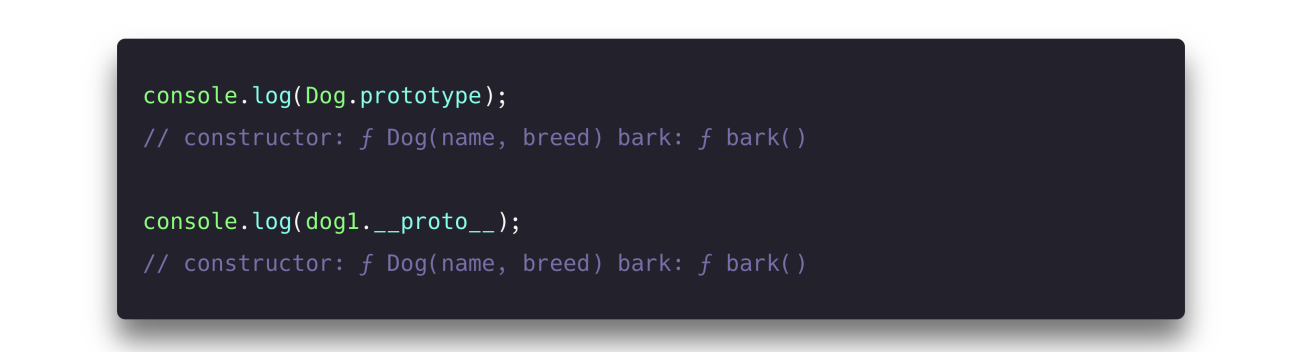 console.log(Dog.prototype);
// constructor: ƒ Dog(name, breed) bark: ƒ bark()
console.log(dog1.__proto__);
// constructor: ƒ Dog(name, breed) bark: ƒ bark()